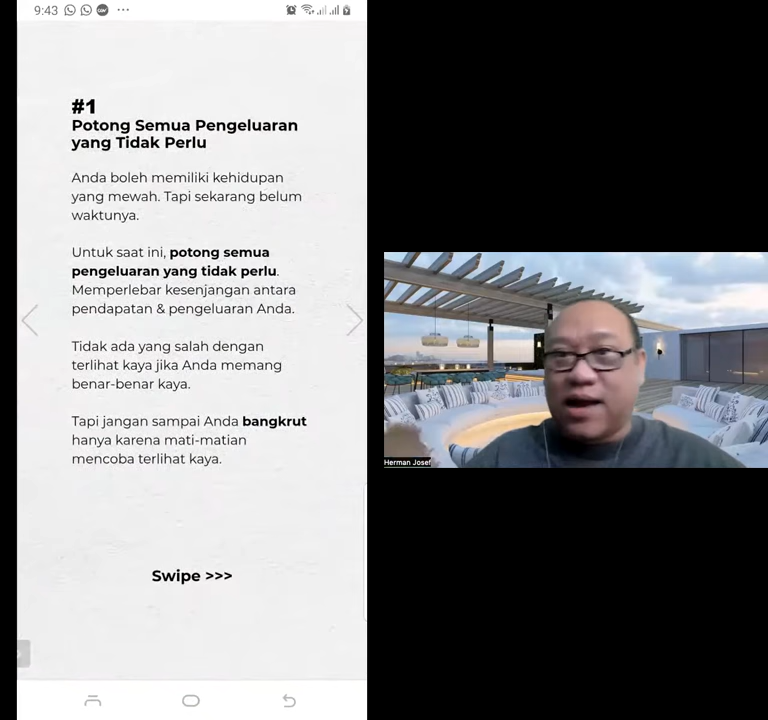 9:43
#1
Potong Semua Pengeluaran
yang Tidak Perlu
Anda boleh memiliki kehidupan
yang mewah. Tapi sekarang belum
waktunya.
Untuk saat ini, potong semua
pengeluaran yang tidak perlu.
Memperlebar kesenjangan antara
pendapatan & pengeluaran Anda.
Tidak ada yang salah dengan
terlihat kaya jika Anda memang
benar-benar kaya.
Tapi jangan sampai Anda bangkrut
hanya karena mati-matian
mencoba terlihat kaya.
Swipe >>>
Herman Josef